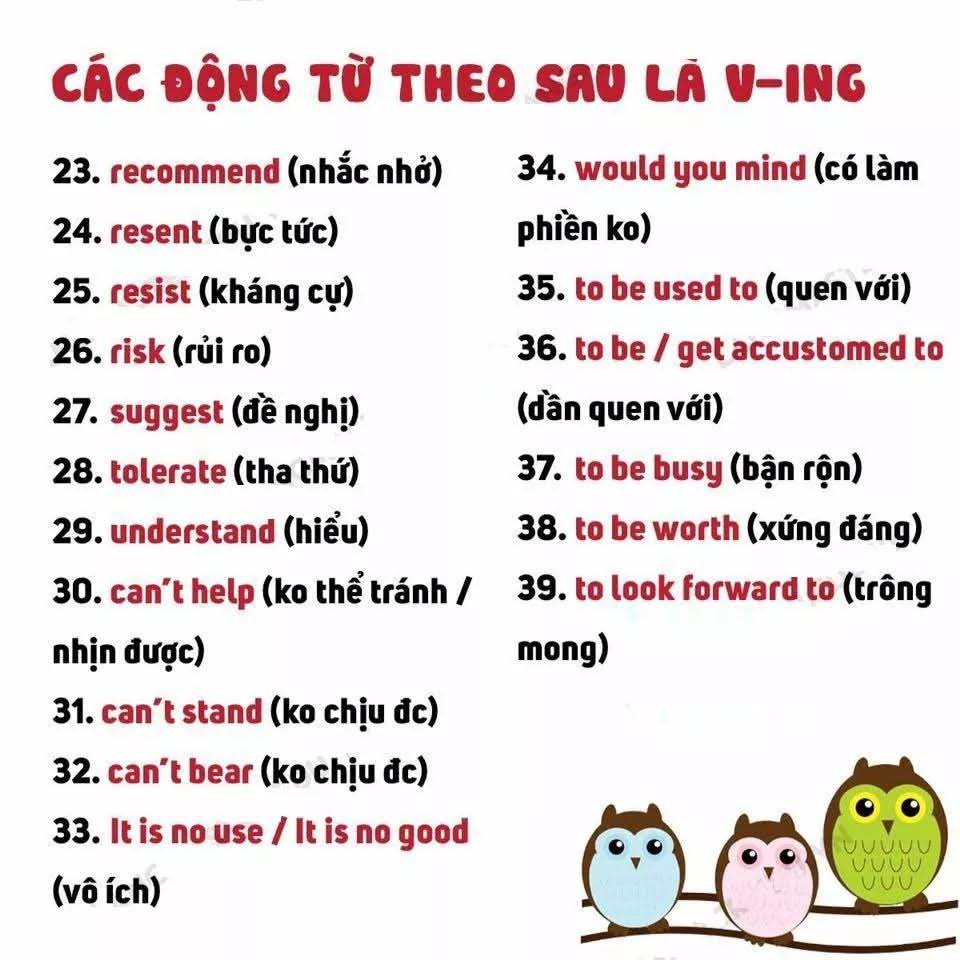 CÁC ĐỘNG TỪ THEO SAU LÀ V-ING
23. recommend (nhắc nhở)
24. resent (bực tức)
25. resist (kháng cự)
26. risk (rủi ro)
27. suggest (đề nghị)
28. tolerate (tha thứ)
29. understand (hiểu)
30. can't help (ko thể tránh /
nhịn được)
31. can't stand (ko chịu đc)
32. can't bear (ko chịu đc)
33. It is no use / It is no good
(vô ích)
34. would you mind (có làm
phiền ko)
35. to be used to (quen với)
36. to be / get accustomed to
(dần quen với)
37. to be busy (bận rộn)
38. to be worth (xứng đáng)
39. to look forward to (trông
mong)